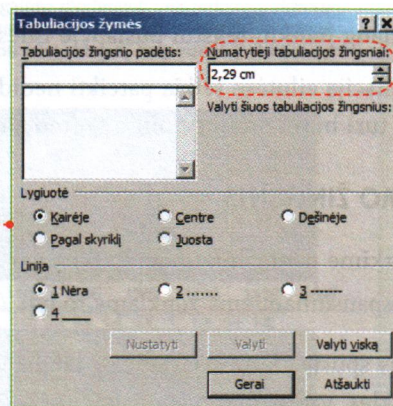 Tabuliacijos žymės
Tabuliacijos žingsnio padėtis:
Numatytieji tabuliacijos žingsniai:
2,29 cm
Valyti šiuos tabuliacijos žingsnius:
Lygiuotė
Kairėje
Centre
Dešinėje
Pagal skyriklį
Juosta
Linija
1 Nėra
2 .......
3 -------
4 ___
Nustatyti
Valyti
Valyti viską
Gerai
Atšaukti